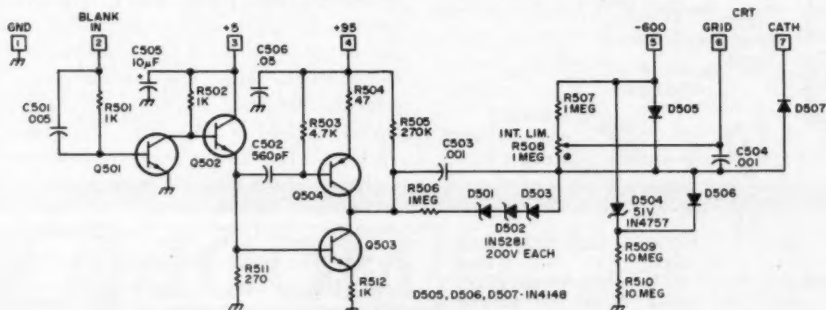 CRT
BLANK
IN
GND
+5
+95
-600
GRID
CATH
1
2
3
4
5
6
7
C505
10µF
+
C506
.05
R502
1K
R504
47
R507
1MEG
D505
D507
C501
.005
R501
1K
R503
4.7K
R505
270K
INT. LIM.
R508
1MEG
C502
560pF
C503
.001
C504
.001
Q501
Q502
Q504
R506
1MEG
D501
D503
D502
IN5281
200V EACH
D504
51V
IN4757
D506
Q503
R509
10MEG
R511
270
R512
1K
R510
10MEG
D505, D506, D507-IN4148